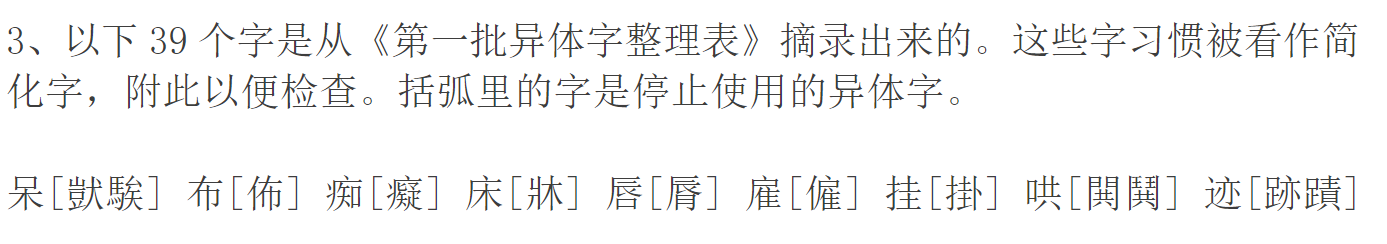 3、以下 39 个字是从《第一批异体字整理表》摘录出来的。这些字习惯被看作简
化字，附此以便检查。括弧里的字是停止使用的异体字。
呆[獃騃] 布[佈] 痴[癡] 床[牀] 唇[脣] 雇[僱] 挂[掛] 哄[閧鬨] 迹[跡蹟]